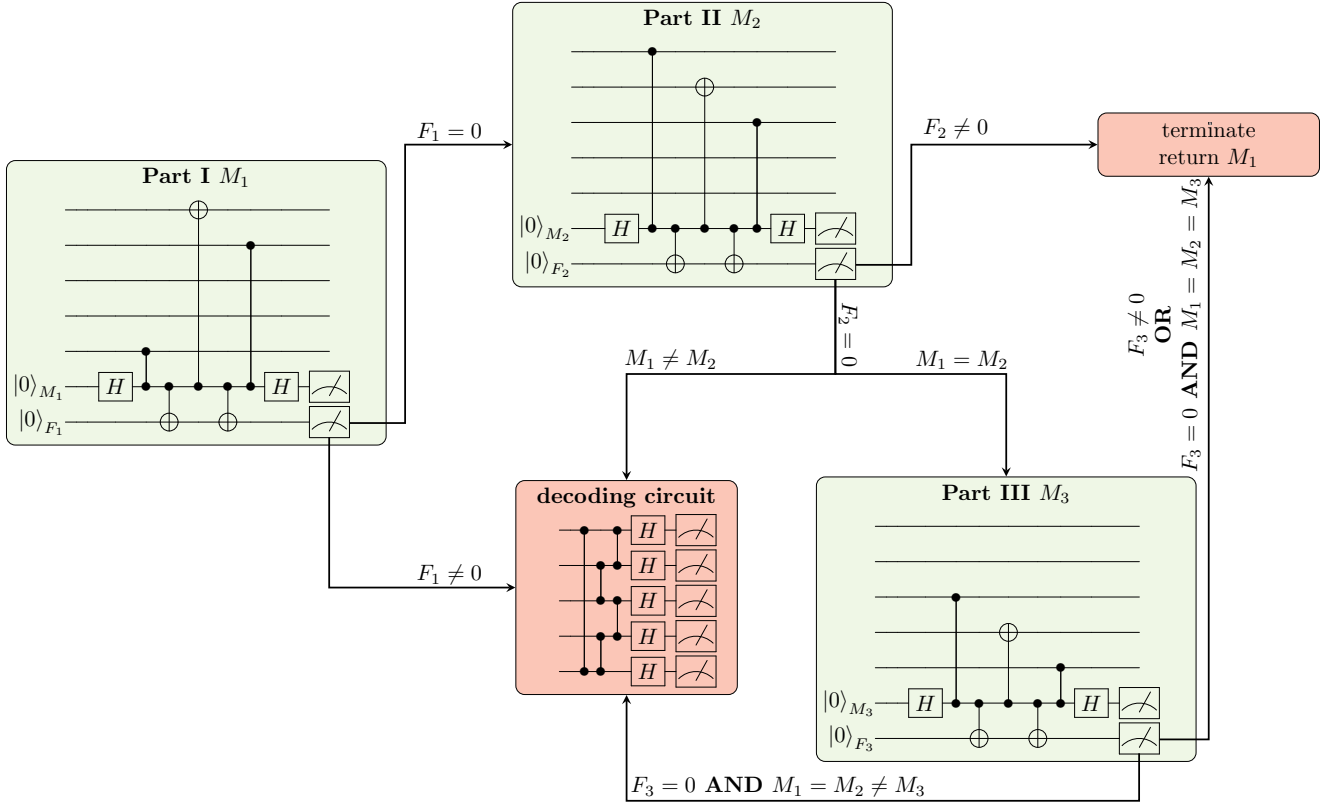 Part II M₂
F₁ = 0
F₂ ≠ 0
terminate
return M₁
Part I M₁
|0⟩M₂ H H
|0⟩F₂
F₂ = 0
M₁ ≠ M₂
M₁ = M₂
F₃ ≠ 0
OR
F₃ = 0 AND M₁ = M₂ = M₃
|0⟩M₁ H H
|0⟩F₁
decoding circuit
H
H
H
H
H
F₁ ≠ 0
Part III M₃
|0⟩M₃ H H
|0⟩F₃
F₃ = 0 AND M₁ = M₂ ≠ M₃